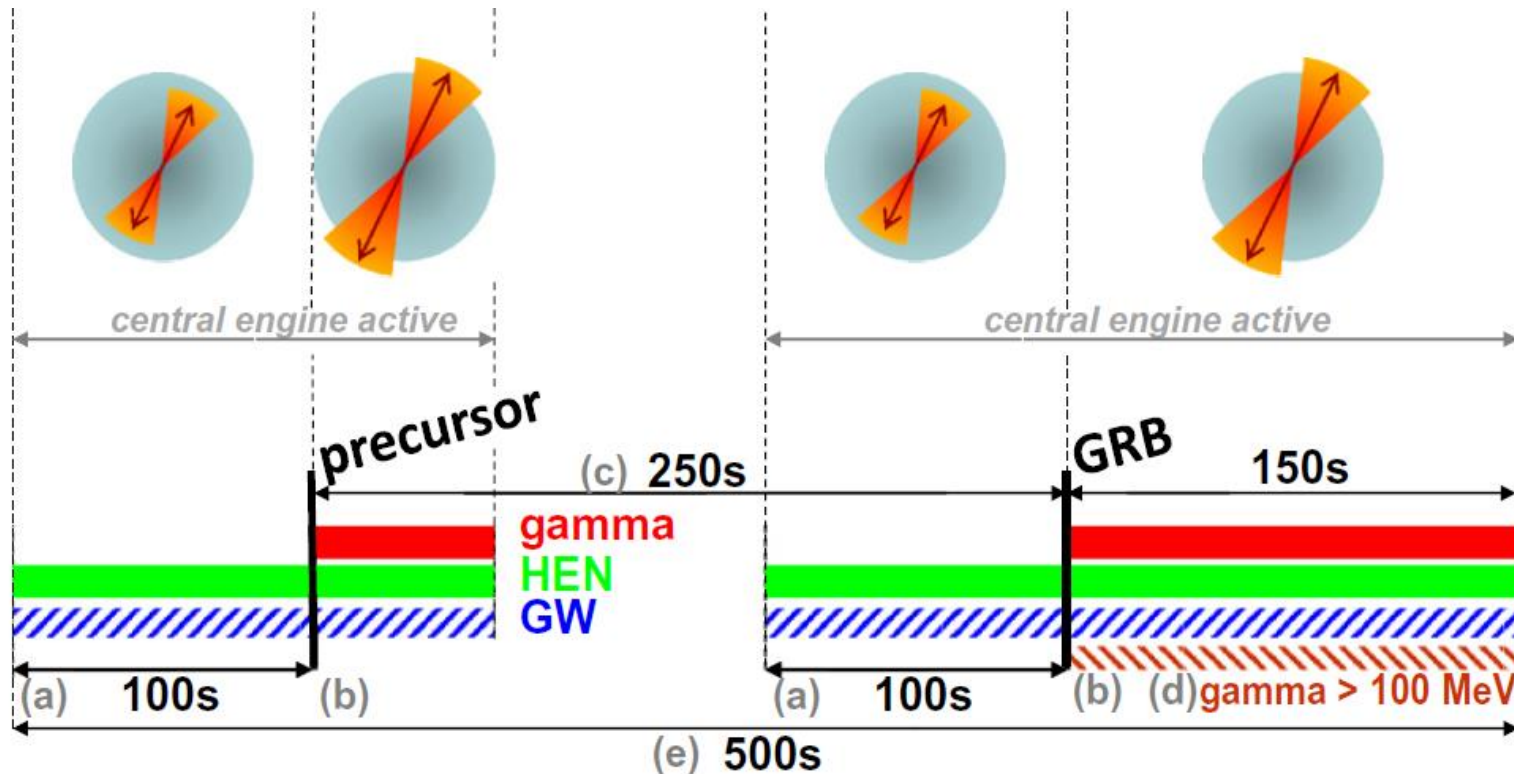 central engine active
central engine active
precursor
GRB
(c) 250s
150s
gamma
HEN
GW
(a) 100s (b)
(a) 100s (b) (d) gamma > 100 MeV
(e) 500s